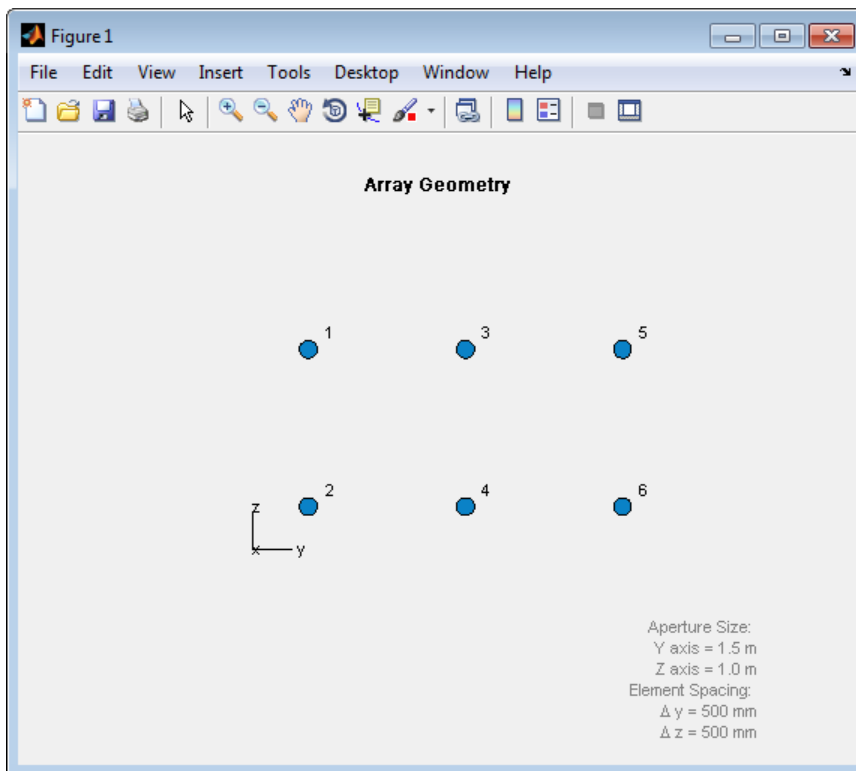 Figure 1
File Edit View Insert Tools Desktop Window Help
Array Geometry
1 3 5
2 4 6
z
x y
Aperture Size:
Y axis = 1.5 m
Z axis = 1.0 m
Element Spacing:
Δ y = 500 mm
Δ z = 500 mm